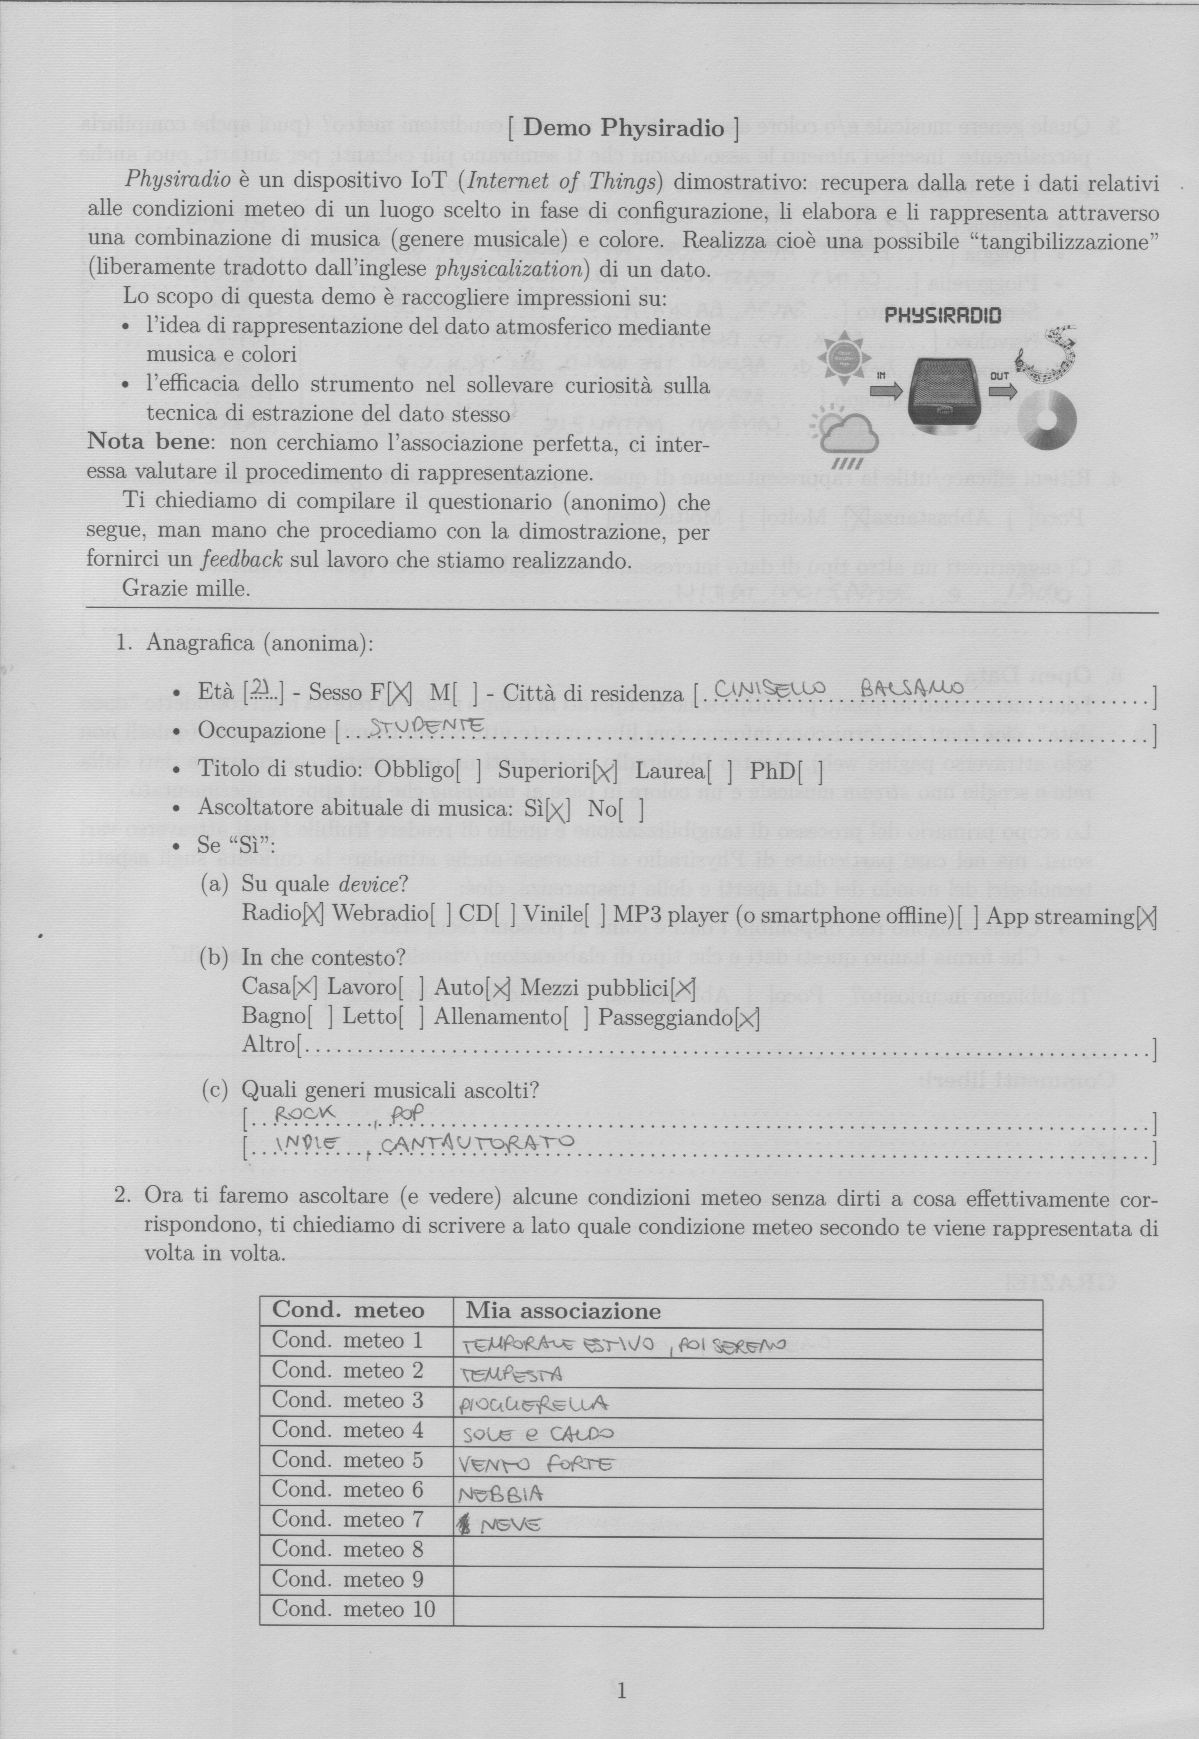 [ Demo Physiradio ]
Physiradio è un dispositivo IoT (Internet of Things) dimostrativo: recupera dalla rete i dati relativi
alle condizioni meteo di un luogo scelto in fase di configurazione, li elabora e li rappresenta attraverso
una combinazione di musica (genere musicale) e colore. Realizza cioè una possibile “tangibilizzazione”
(liberamente tradotto dall'inglese physicalization) di un dato.
Lo scopo di questa demo è raccogliere impressioni su:
• l'idea di rappresentazione del dato atmosferico mediante
musica e colori
• l'efficacia dello strumento nel sollevare curiosità sulla
tecnica di estrazione del dato stesso
Nota bene: non cerchiamo l'associazione perfetta, ci inter-
essa valutare il procedimento di rappresentazione.
Ti chiediamo di compilare il questionario (anonimo) che
segue, man mano che procediamo con la dimostrazione, per
fornirci un feedback sul lavoro che stiamo realizzando.
Grazie mille.
PHYSIRADIO
IN
OUT
1. Anagrafica (anonima):
• Età [21] - Sesso F[X] M[ ] - Città di residenza [ CINISELLO BALSAMO ]
• Occupazione [ STUDENTE ]
• Titolo di studio: Obbligo[ ] Superiori[X] Laurea[ ] PhD[ ]
• Ascoltatore abituale di musica: Sì[X] No[ ]
• Se “Sì”:
(a) Su quale device?
Radio[X] Webradio[ ] CD[ ] Vinile[ ] MP3 player (o smartphone offline)[ ] App streaming[X]
(b) In che contesto?
Casa[X] Lavoro[ ] Auto[X] Mezzi pubblici[X]
Bagno[ ] Letto[ ] Allenamento[ ] Passeggiando[X]
Altro[ ]
(c) Quali generi musicali ascolti?
[ ROCK , POP ]
[ INDIE , CANTAUTORATO ]
2. Ora ti faremo ascoltare (e vedere) alcune condizioni meteo senza dirti a cosa effettivamente cor-
rispondono, ti chiediamo di scrivere a lato quale condizione meteo secondo te viene rappresentata di
volta in volta.
Cond. meteo Mia associazione
Cond. meteo 1 TEMPORALE ESTIVO , POI SERENO
Cond. meteo 2 TEMPESTA
Cond. meteo 3 PIOGGERELLA
Cond. meteo 4 SOLE e CALDO
Cond. meteo 5 VENTO FORTE
Cond. meteo 6 NEBBIA
Cond. meteo 7 NEVE
Cond. meteo 8
Cond. meteo 9
Cond. meteo 10
1